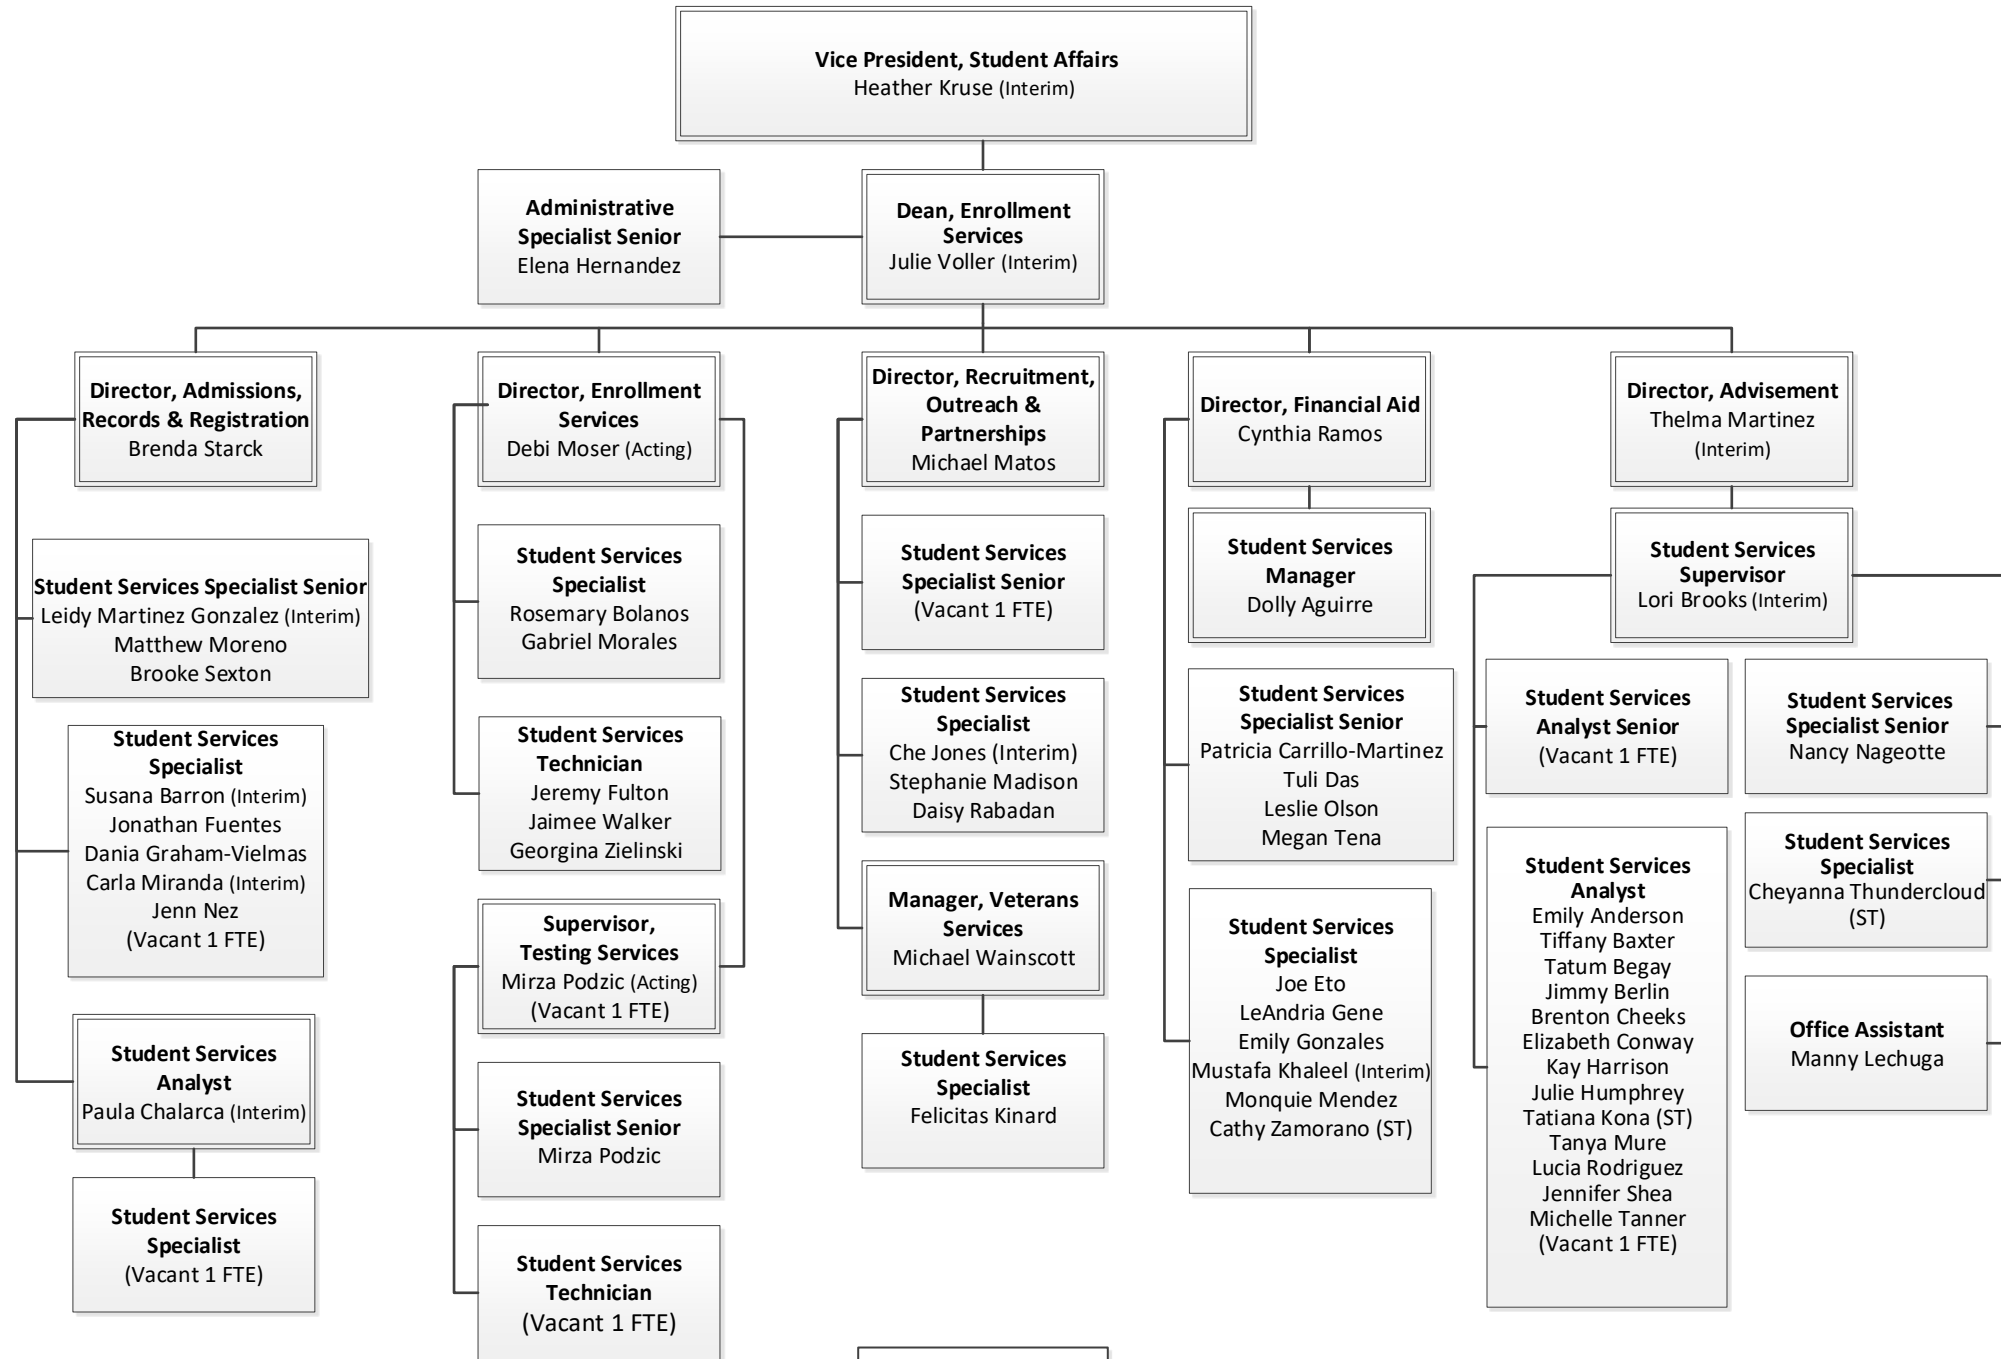 Vice President, Student Affairs
Heather Kruse (Interim)
Administrative
Specialist Senior
Elena Hernandez
Dean, Enrollment
Services
Julie Voller (Interim)
Director, Admissions,
Records & Registration
Brenda Starck
Student Services Specialist Senior
Leidy Martinez Gonzalez (Interim)
Matthew Moreno
Brooke Sexton
Student Services
Specialist
Susana Barron (Interim)
Jonathan Fuentes
Dania Graham-Vielmas
Carla Miranda (Interim)
Jenn Nez
(Vacant 1 FTE)
Student Services
Analyst
Paula Chalarca (Interim)
Student Services
Specialist
(Vacant 1 FTE)
Director, Enrollment
Services
Debi Moser (Acting)
Student Services
Specialist
Rosemary Bolanos
Gabriel Morales
Student Services
Technician
Jeremy Fulton
Jaimee Walker
Georgina Zielinski
Supervisor,
Testing Services
Mirza Podzic (Acting)
(Vacant 1 FTE)
Student Services
Specialist Senior
Mirza Podzic
Student Services
Technician
(Vacant 1 FTE)
Director, Recruitment,
Outreach &
Partnerships
Michael Matos
Student Services
Specialist Senior
(Vacant 1 FTE)
Student Services
Specialist
Che Jones (Interim)
Stephanie Madison
Daisy Rabadan
Manager, Veterans
Services
Michael Wainscott
Student Services
Specialist
Felicitas Kinard
Director, Financial Aid
Cynthia Ramos
Student Services
Manager
Dolly Aguirre
Student Services
Specialist Senior
Patricia Carrillo-Martinez
Tuli Das
Leslie Olson
Megan Tena
Student Services
Specialist
Joe Eto
LeAndria Gene
Emily Gonzales
Mustafa Khaleel (Interim)
Monquie Mendez
Cathy Zamorano (ST)
Director, Advisement
Thelma Martinez
(Interim)
Student Services
Supervisor
Lori Brooks (Interim)
Student Services
Analyst Senior
(Vacant 1 FTE)
Student Services
Analyst
Emily Anderson
Tiffany Baxter
Tatum Begay
Jimmy Berlin
Brenton Cheeks
Elizabeth Conway
Kay Harrison
Julie Humphrey
Tatiana Kona (ST)
Tanya Mure
Lucia Rodriguez
Jennifer Shea
Michelle Tanner
(Vacant 1 FTE)
Student Services
Specialist Senior
Nancy Nageotte
Student Services
Specialist
Cheyanna Thundercloud
(ST)
Office Assistant
Manny Lechuga